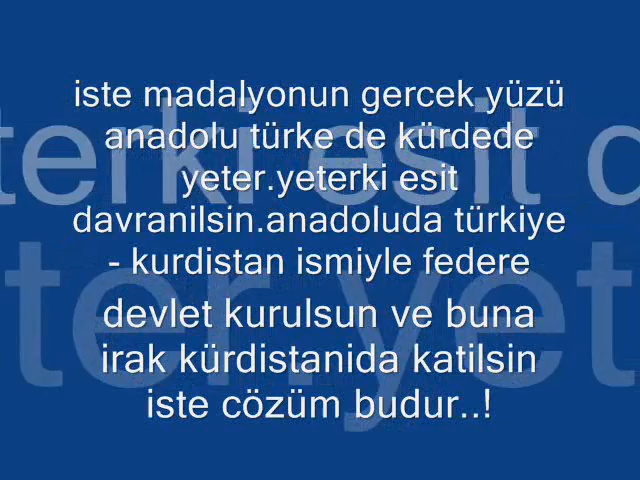 iste madalyonun gercek yüzü
anadolu türke de kürdede
yeter.yeterki esit
davranilsin.anadoluda türkiye
- kurdistan ismiyle federe
devlet kurulsun ve buna
irak kürdistanida katilsin
iste cözüm budur..!